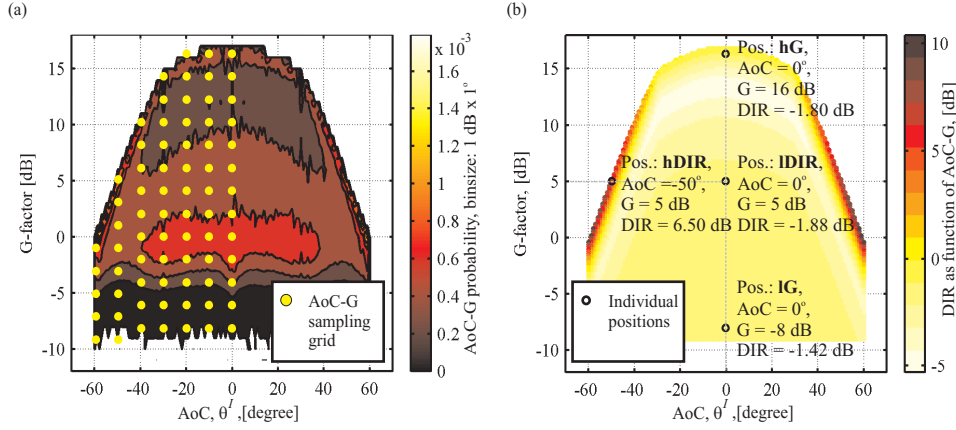 (a)
(b)
x 10⁻³
G-factor [dB]
15
10
5
0
-5
-10
-60
-40
-20
0
20
40
60
AoC, θᴵ,[degree]
AoC-G
sampling
grid
1.6
1.4
1.2
1
0.8
0.6
0.4
0.2
0
AoC-G probability, binsize: 1 dB x 1°
G-factor, [dB]
15
10
5
0
-5
-10
-60
-40
-20
0
20
40
60
AoC, θᴵ,[degree]
Pos.: hG,
AoC = 0°,
G = 16 dB
DIR = -1.80 dB
Pos.: hDIR,
AoC =-50°,
G = 5 dB
DIR = 6.50 dB
Pos.: lDIR,
AoC = 0°,
G = 5 dB
DIR = -1.88 dB
Pos.: lG,
AoC = 0°,
G = -8 dB
DIR = -1.42 dB
Individual
positions
10
5
0
-5
DIR as function of AoC-G, [dB]